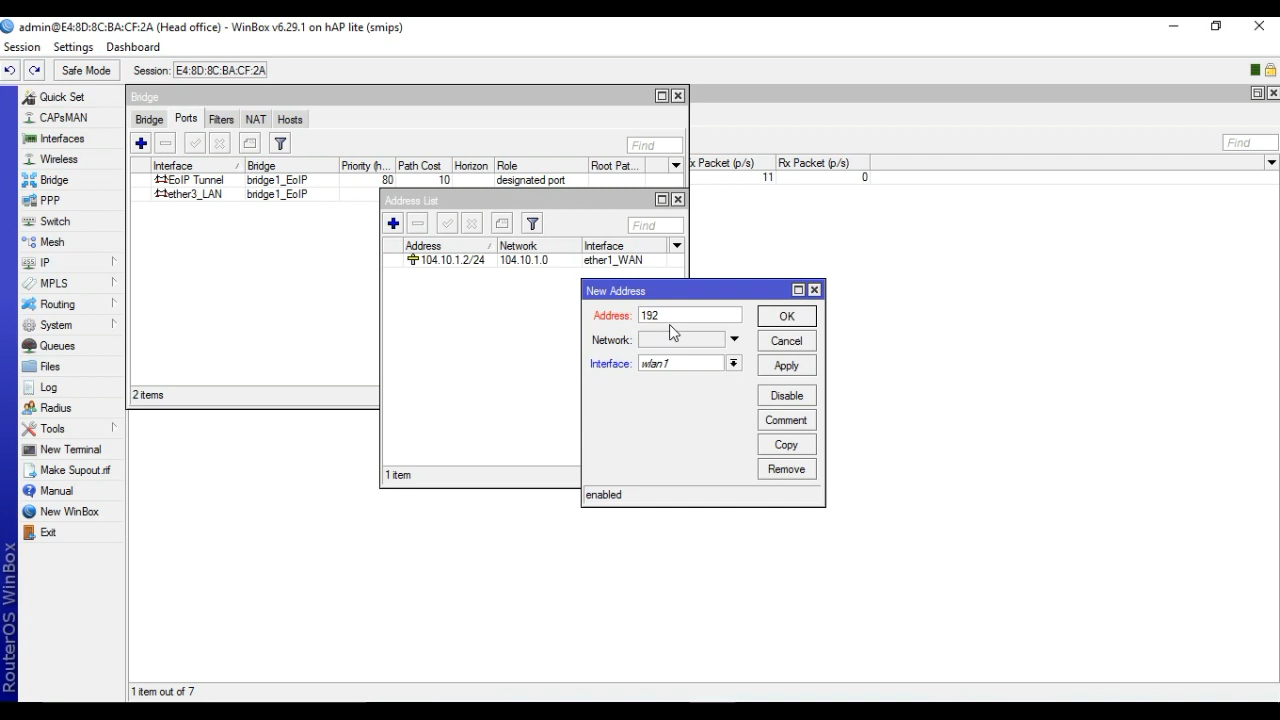 admin@E4:8D:8C:BA:CF:2A (Head office) - WinBox v6.29.1 on hAP lite (smips)
Session Settings Dashboard
Safe Mode Session: E4:8D:8C:BA:CF:2A
Quick Set
CAPsMAN
Interfaces
Wireless
Bridge
PPP
Switch
Mesh
IP
MPLS
Routing
System
Queues
Files
Log
Radius
Tools
New Terminal
Make Supout.rif
Manual
New WinBox
Exit
RouterOS WinBox
Bridge
Bridge Ports Filters NAT Hosts
Find
Interface Bridge Priority (h... Path Cost Horizon Role Root Pat...
EoIP Tunnel bridge1_EoIP 80 10 designated port
ether3_LAN bridge1_EoIP
2 items
Find
x Packet (p/s) Rx Packet (p/s)
11 0
Address List
Find
Address Network Interface
104.10.1.2/24 104.10.1.0 ether1_WAN
1 item
New Address
Address: 192 OK
Network: Cancel
Interface: wlan1 Apply
Disable
Comment
Copy
Remove
enabled
1 item out of 7